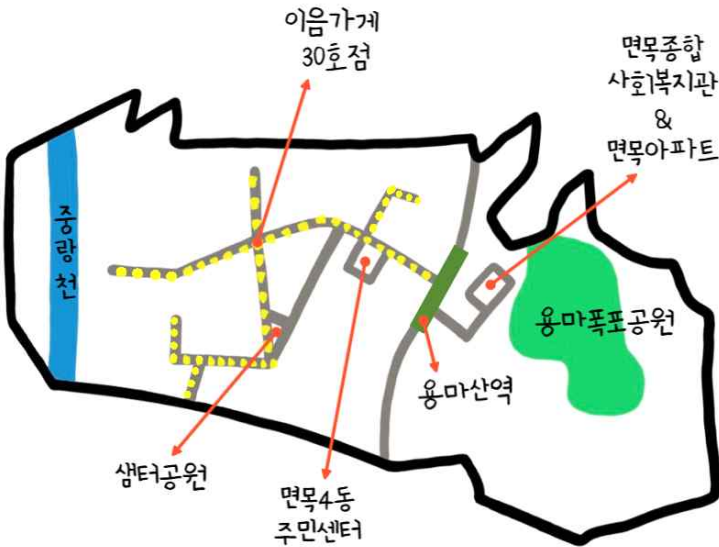 이음가게
30호점
면목종합
사회복지관
&
면목아파트
중랑천
용마폭포공원
용마산역
샘터공원
면목4동
주민센터